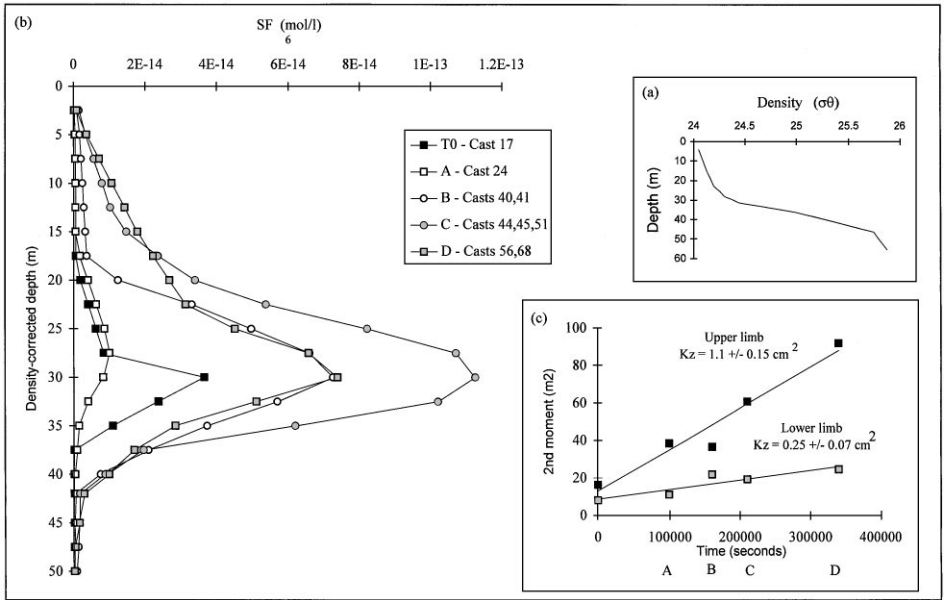 (b)
SF (mol/l)
6
0 2E-14 4E-14 6E-14 8E-14 1E-13 1.2E-13
0
5
10
15
20
25
30
35
40
45
50
Density-corrected depth (m)
T0 - Cast 17
A - Cast 24
B - Casts 40,41
C - Casts 44,45,51
D - Casts 56,68
(a)
Density (σθ)
24 24.5 25 25.5 26
0
10
20
30
40
50
60
Depth (m)
(c)
100
80
60
40
20
0
2nd moment (m2)
Upper limb
Kz = 1.1 +/- 0.15 cm 2
Lower limb
Kz = 0.25 +/- 0.07 cm 2
0 100000 200000 300000 400000
Time (seconds)
A B C D